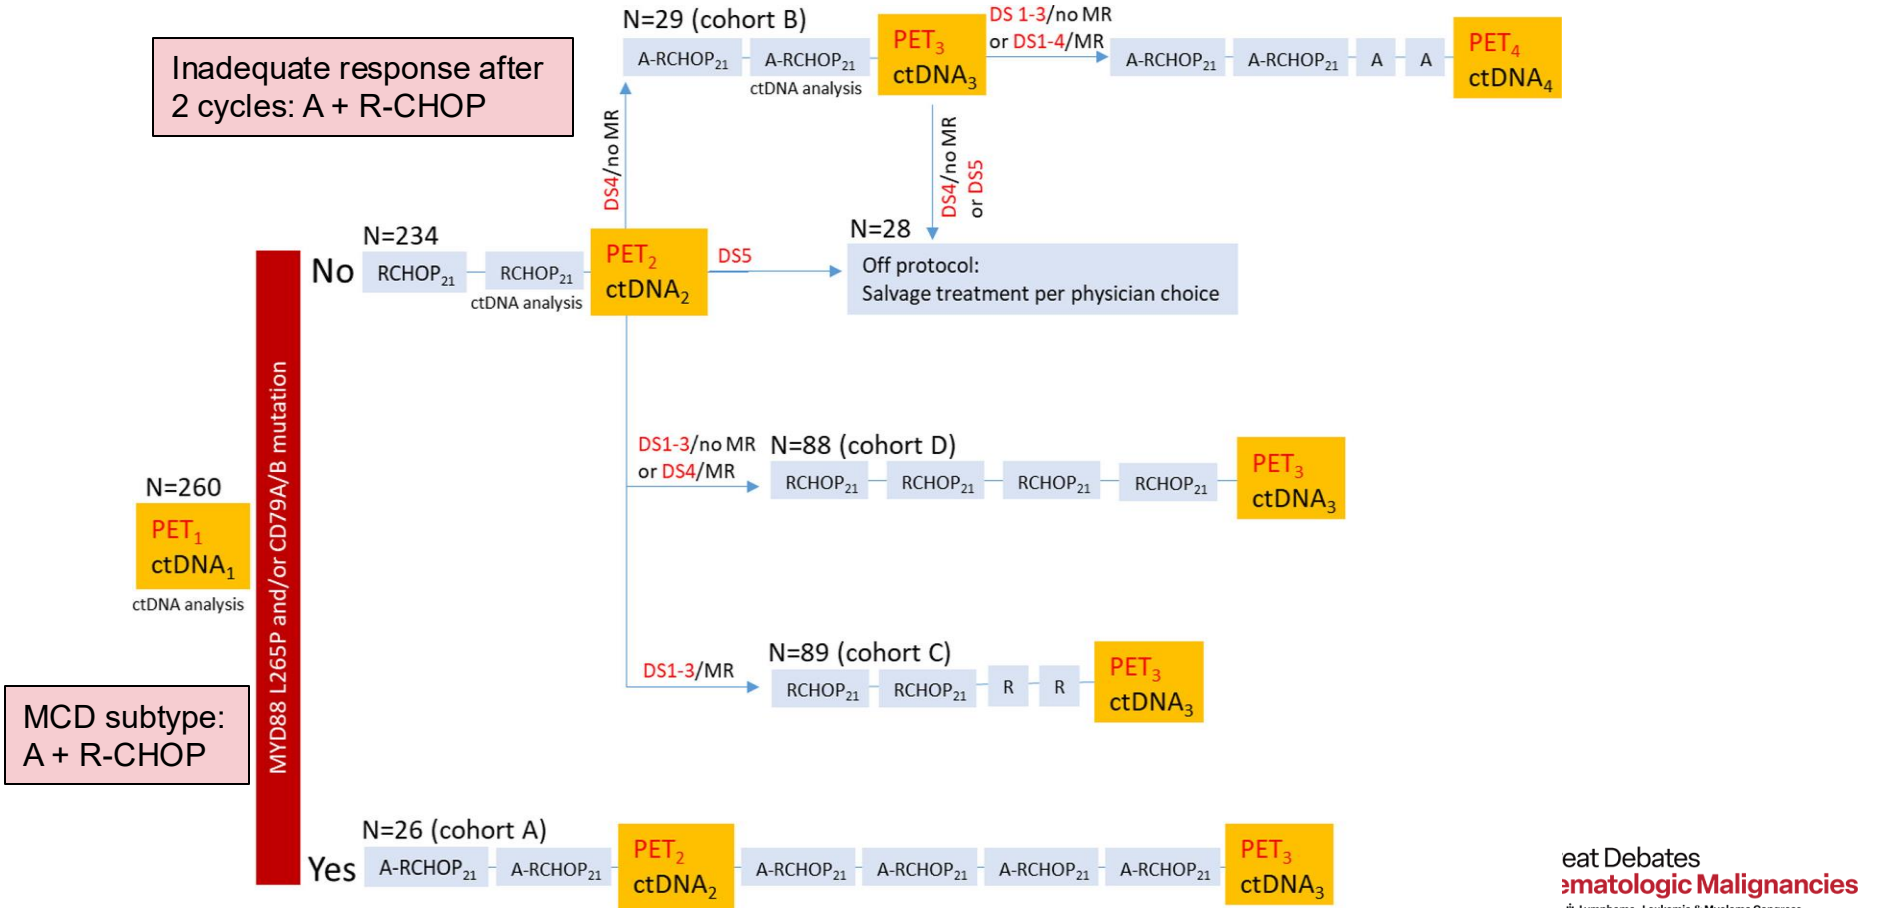 N=29 (cohort B)
DS 1-3/no MR
or DS1-4/MR
Inadequate response after
2 cycles: A + R-CHOP
A-RCHOP21
A-RCHOP21
ctDNA analysis
PET3
ctDNA3
A-RCHOP21
A-RCHOP21
A
A
PET4
ctDNA4
DS4/no MR
DS4/no MR
or DS5
N=234
No
RCHOP21
RCHOP21
ctDNA analysis
PET2
ctDNA2
DS5
N=28
Off protocol:
Salvage treatment per physician choice
MYD88 L265P and/or CD79A/B mutation
DS1-3/no MR
or DS4/MR
N=88 (cohort D)
RCHOP21
RCHOP21
RCHOP21
RCHOP21
PET3
ctDNA3
N=260
PET1
ctDNA1
ctDNA analysis
DS1-3/MR
N=89 (cohort C)
RCHOP21
RCHOP21
R
R
PET3
ctDNA3
MCD subtype:
A + R-CHOP
N=26 (cohort A)
Yes
A-RCHOP21
A-RCHOP21
PET2
ctDNA2
A-RCHOP21
A-RCHOP21
A-RCHOP21
A-RCHOP21
PET3
ctDNA3
eat Debates
ematologic Malignancies